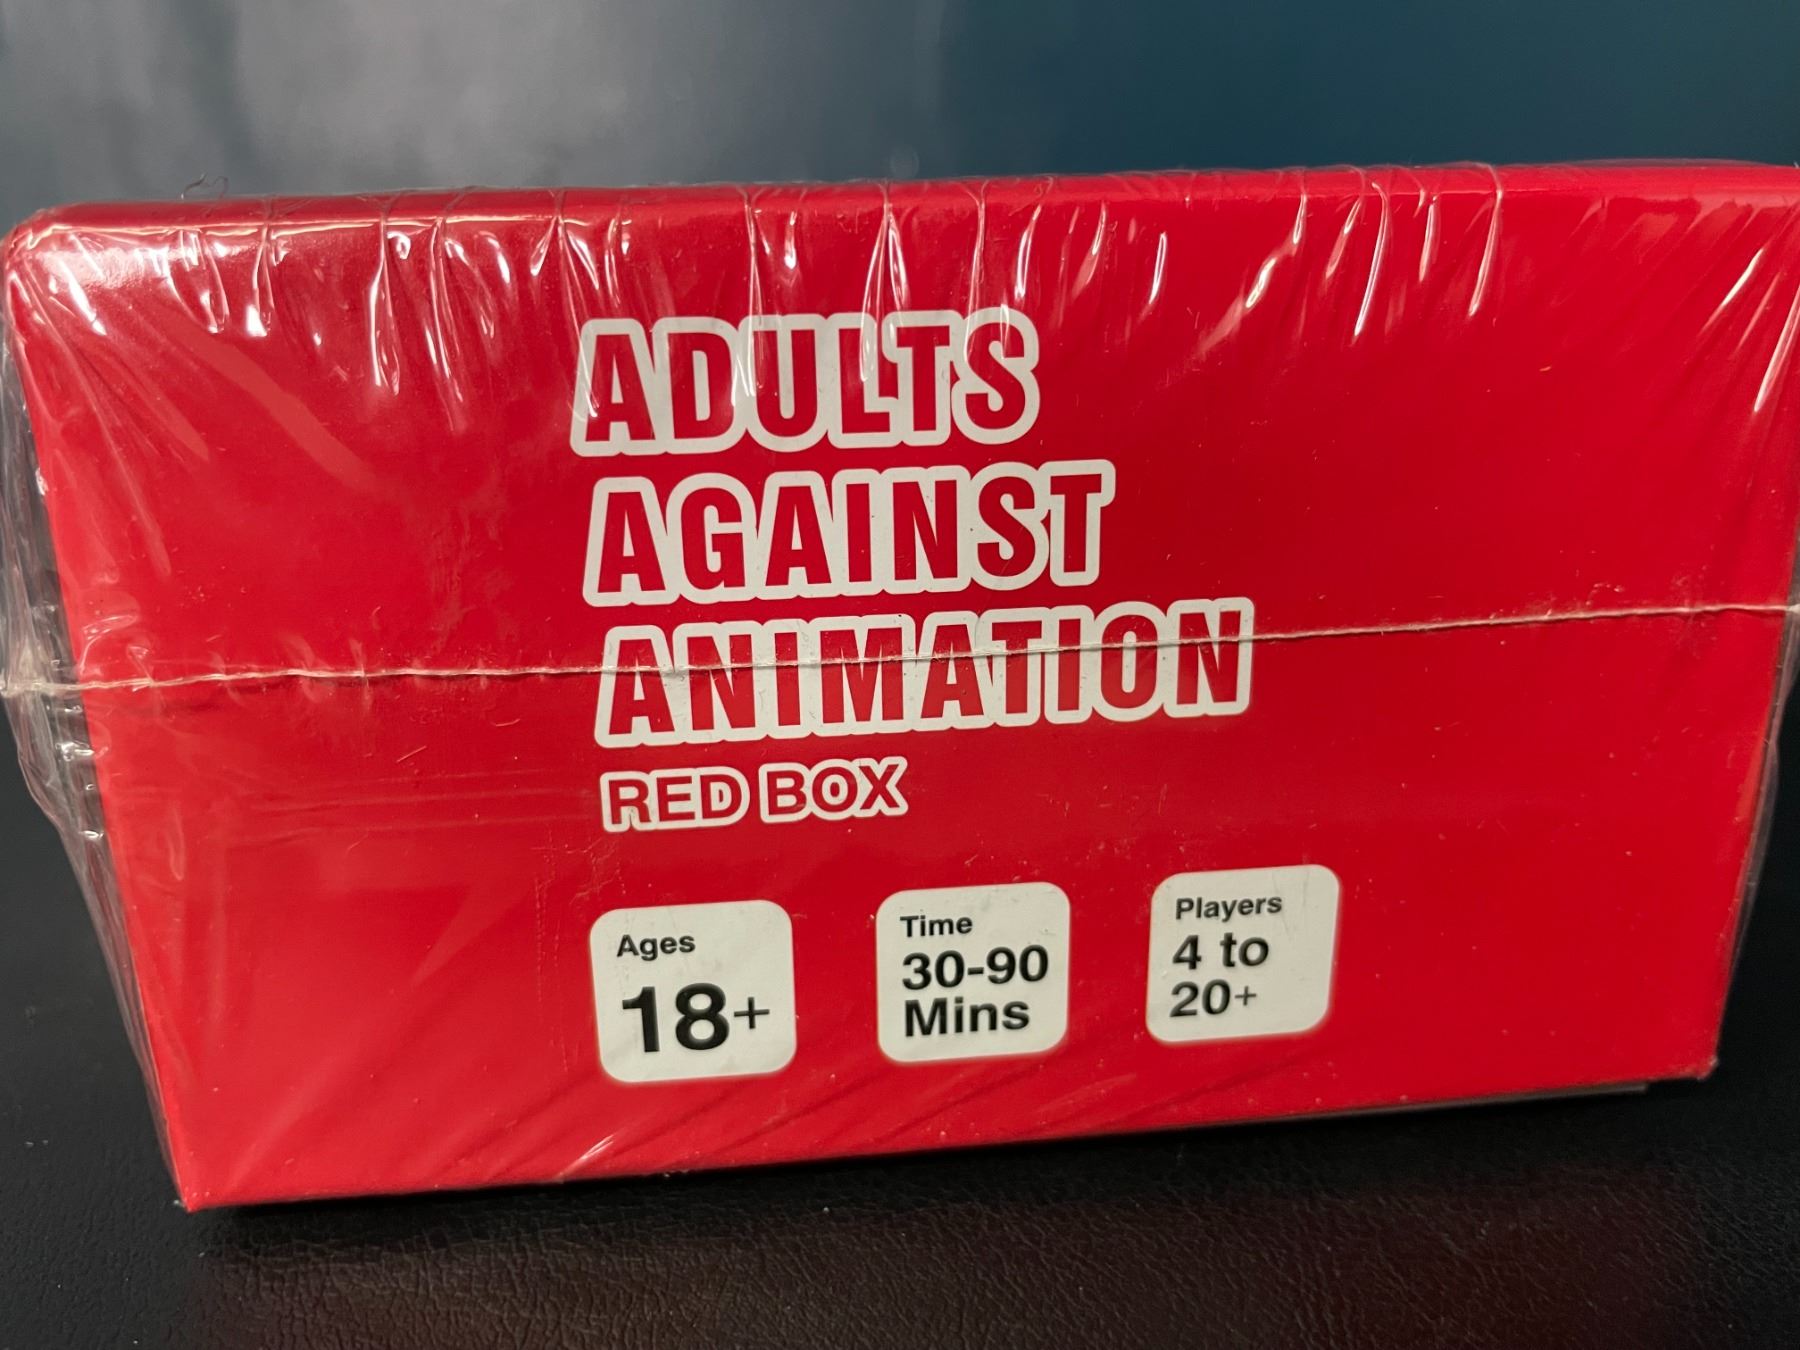 ADULTS
AGAINST
ANIMATION
RED BOX
Ages
18+
Time
30-90
Mins
Players
4 to
20+